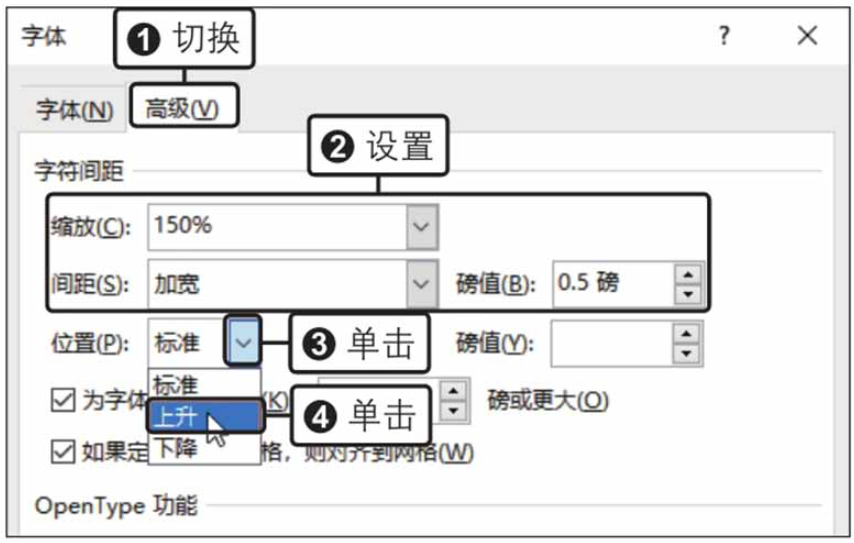 字体 ❶ 切换 ?
字体(N) 高级(V)
❷ 设置
字符间距
缩放(C): 150%
间距(S): 加宽 磅值(B): 0.5 磅
位置(P): 标准 ❸ 单击 磅值(Y):
标准
为字体 (K) 磅或更大(O)
上升 ❹ 单击
下降
如果定 格，则对齐到网格(W)
OpenType 功能